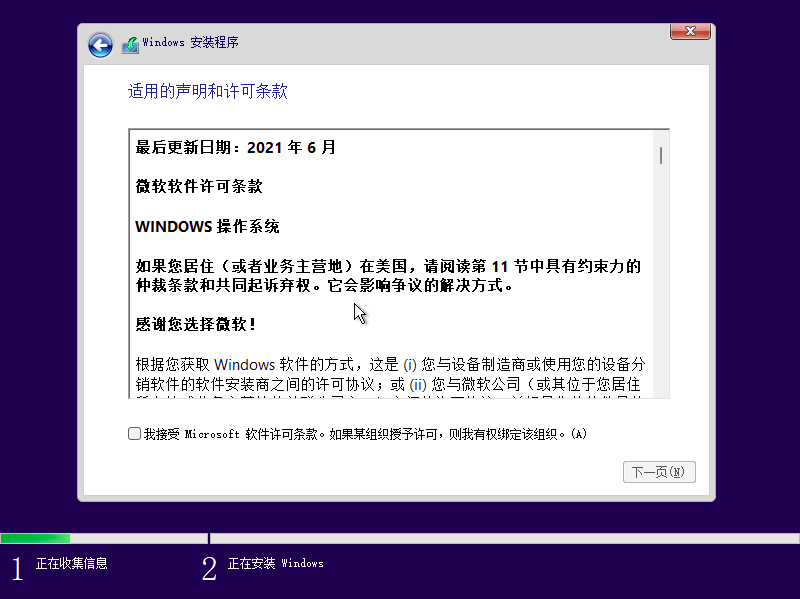 Windows 安装程序
适用的声明和许可条款
最后更新日期：2021 年 6 月
微软软件许可条款
WINDOWS 操作系统
如果您居住（或者业务主营地）在美国，请阅读第 11 节中具有约束力的
仲裁条款和共同起诉弃权。它会影响争议的解决方式。
感谢您选择微软！
根据您获取 Windows 软件的方式，这是 (i) 您与设备制造商或使用您的设备分
销软件的软件安装商之间的许可协议；或 (ii) 您与微软公司（或其位于您居住
我接受 Microsoft 软件许可条款。如果某组织授予许可，则我有权绑定该组织。(A)
下一页(N)
1 正在收集信息
2 正在安装 Windows